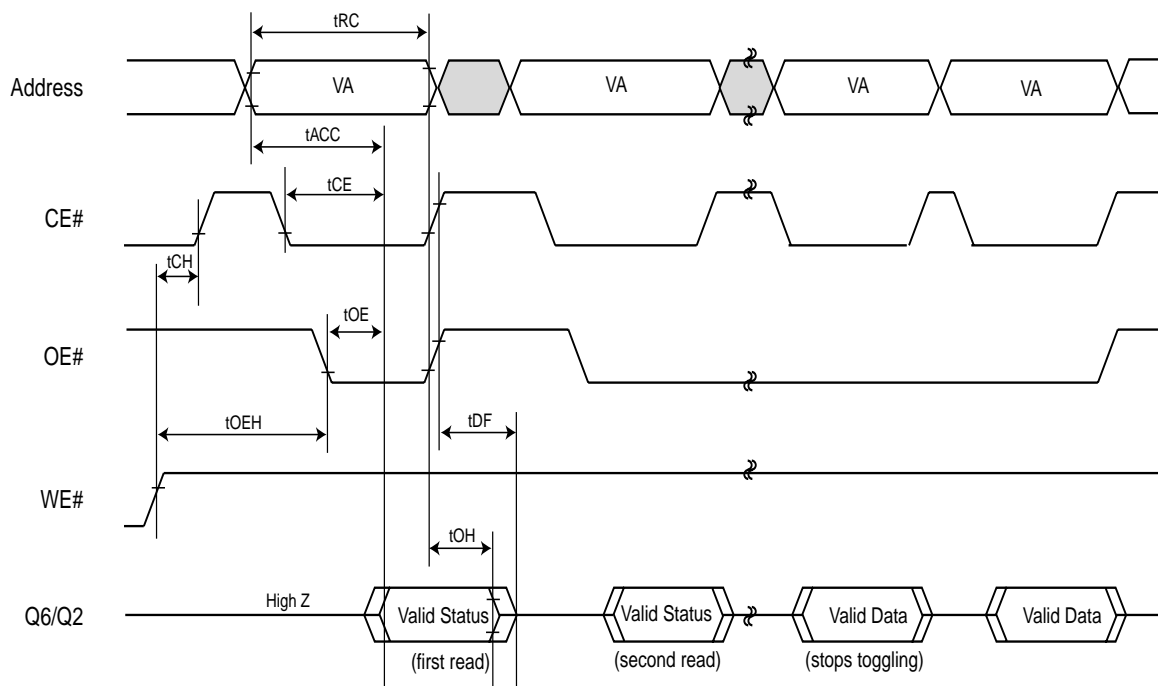 tRC
Address
VA
VA
VA
VA
tACC
tCE
CE#
tCH
tOE
OE#
tOEH
tDF
WE#
tOH
High Z
Q6/Q2
Valid Status
Valid Status
Valid Data
Valid Data
(first read)
(second read)
(stops toggling)